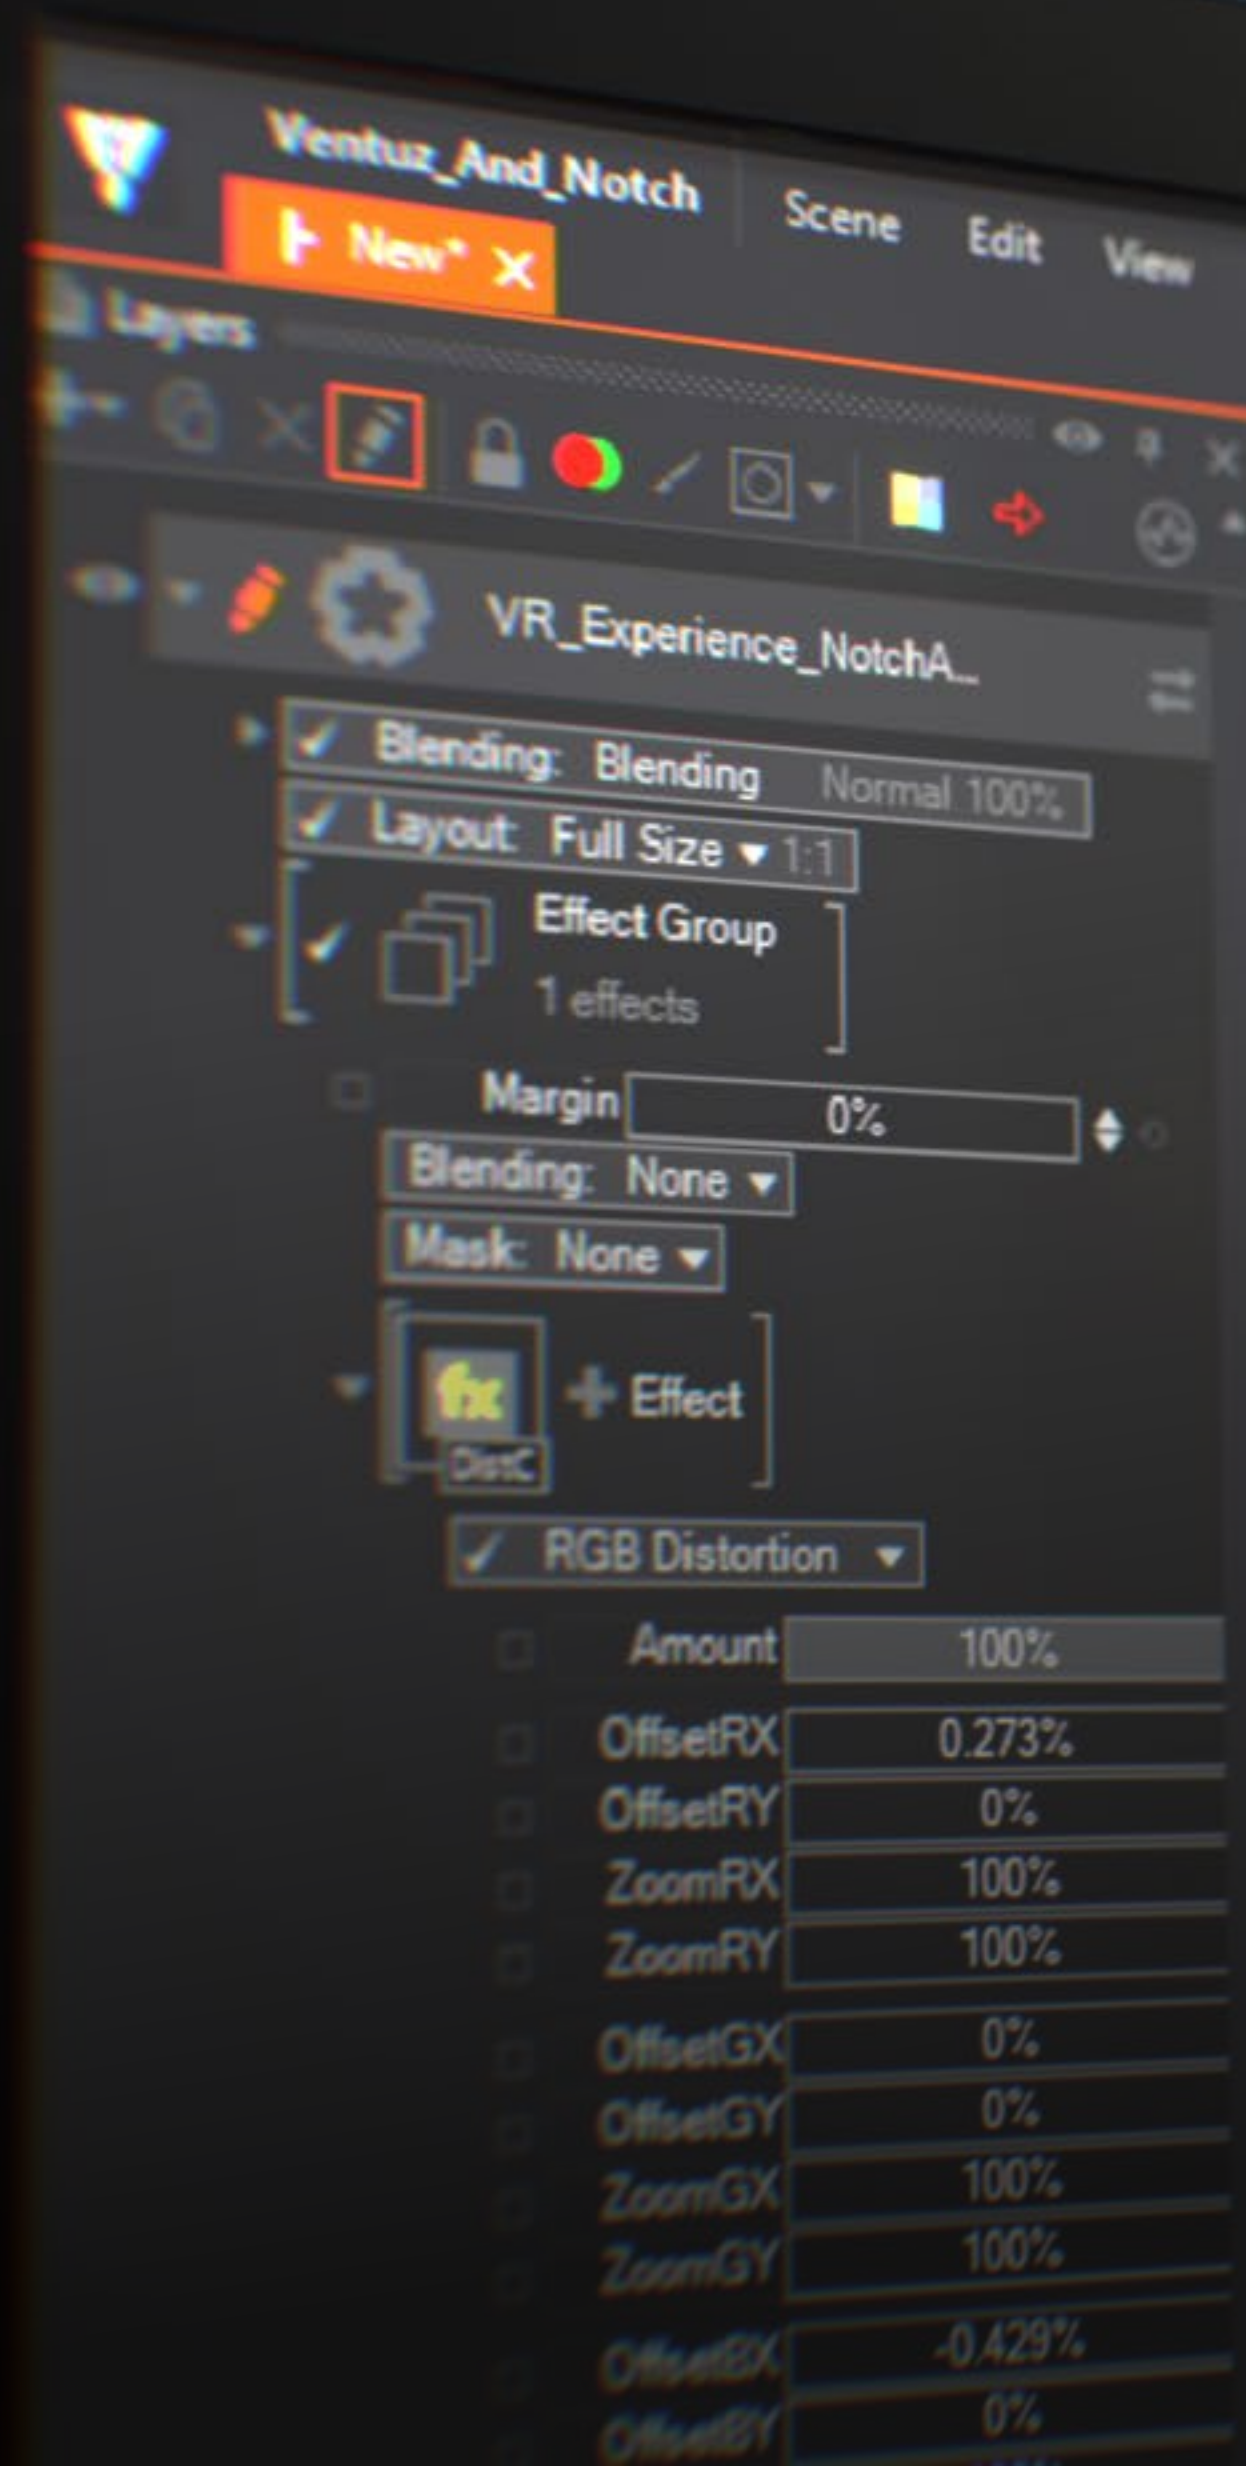 Ventuz_And_Notch Scene Edit View
New* X
Layers
VR_Experience_NotchA...
Blending: Blending Normal 100%
Layout: Full Size 1:1
Effect Group
1 effects
Margin 0%
Blending: None
Mask: None
fx + Effect
DistC
RGB Distortion
Amount 100%
OffsetRX 0.273%
OffsetRY 0%
ZoomRX 100%
ZoomRY 100%
OffsetGX 0%
OffsetGY 0%
ZoomGX 100%
ZoomGY 100%
OffsetBX -0.429%
OffsetBY 0%